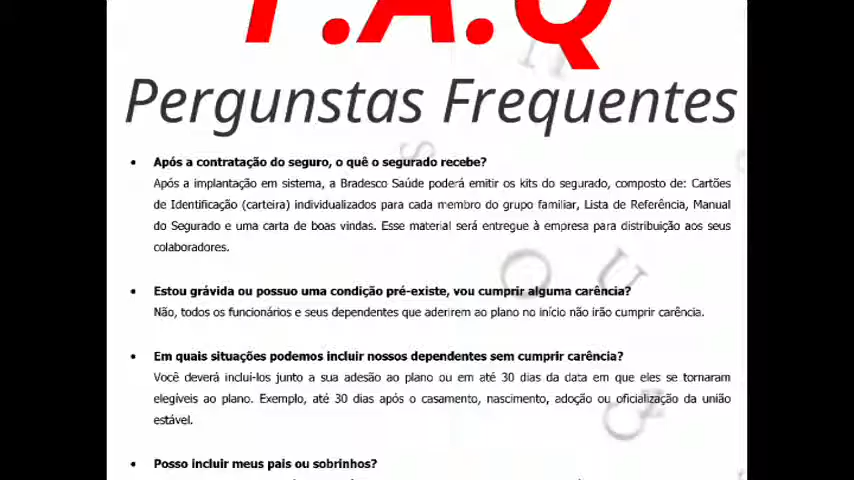 F.A.Q
Pergunstas Frequentes
• Após a contratação do seguro, o quê o segurado recebe?
Após a implantação em sistema, a Bradesco Saúde poderá emitir os kits do segurado, composto de: Cartões
de Identificação (carteira) individualizados para cada membro do grupo familiar, Lista de Referência, Manual
do Segurado e uma carta de boas vindas. Esse material será entregue à empresa para distribuição aos seus
colaboradores.
• Estou grávida ou possuo uma condição pré-existe, vou cumprir alguma carência?
Não, todos os funcionários e seus dependentes que aderirem ao plano no início não irão cumprir carência.
• Em quais situações podemos incluir nossos dependentes sem cumprir carência?
Você deverá incluí-los junto a sua adesão ao plano ou em até 30 dias da data em que eles se tornaram
elegíveis ao plano. Exemplo, até 30 dias após o casamento, nascimento, adoção ou oficialização da união
estável.
• Posso incluir meus pais ou sobrinhos?